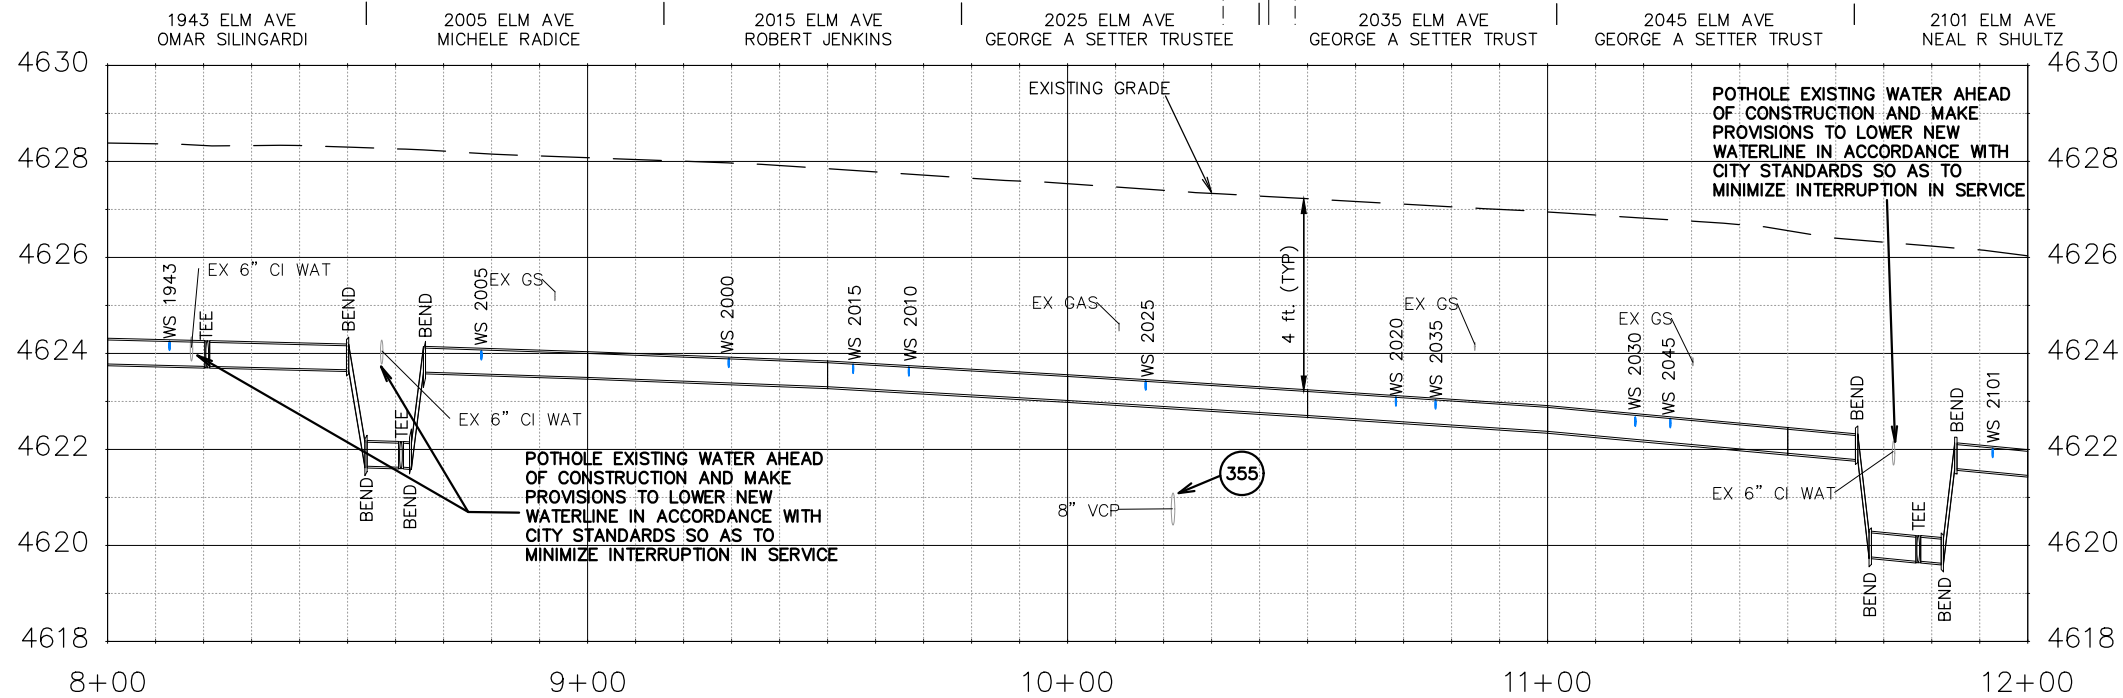 1943 ELM AVE
OMAR SILINGARDI
2005 ELM AVE
MICHELE RADICE
2015 ELM AVE
ROBERT JENKINS
2025 ELM AVE
GEORGE A SETTER TRUSTEE
2035 ELM AVE
GEORGE A SETTER TRUST
2045 ELM AVE
GEORGE A SETTER TRUST
2101 ELM AVE
NEAL R SHULTZ
4630
4630
EXISTING GRADE
POTHOLE EXISTING WATER AHEAD
OF CONSTRUCTION AND MAKE
PROVISIONS TO LOWER NEW
WATERLINE IN ACCORDANCE WITH
CITY STANDARDS SO AS TO
MINIMIZE INTERRUPTION IN SERVICE
4628
4628
4626
4626
WS 1943
EX 6" CI WAT
TEE
BEND
BEND
WS 2005
EX GS
WS 2000
WS 2015
WS 2010
EX GAS
WS 2025
4 ft. (TYP)
EX GS
WS 2020
WS 2035
EX GS
WS 2030
WS 2045
BEND
BEND
WS 2101
4624
4624
EX 6" CI WAT
TEE
BEND
BEND
4622
4622
POTHOLE EXISTING WATER AHEAD
OF CONSTRUCTION AND MAKE
PROVISIONS TO LOWER NEW
WATERLINE IN ACCORDANCE WITH
CITY STANDARDS SO AS TO
MINIMIZE INTERRUPTION IN SERVICE
355
8" VCP
EX 6" CI WAT
TEE
BEND
BEND
4620
4620
4618
4618
8+00
9+00
10+00
11+00
12+00